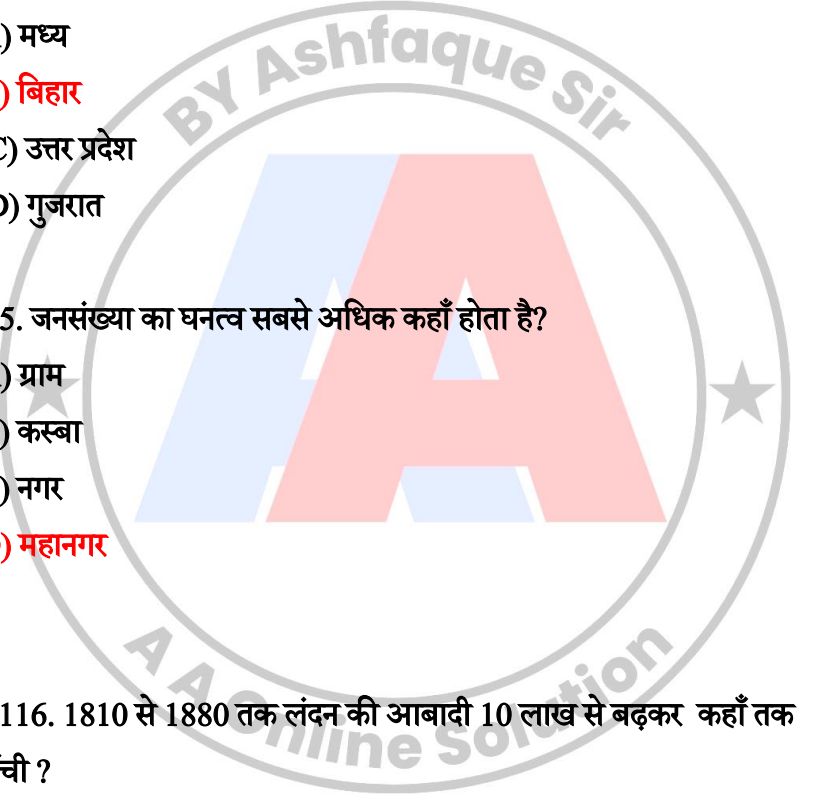 ) मध्य
) बिहार
C) उत्तर प्रदेश
D) गुजरात
5. जनसंख्या का घनत्व सबसे अधिक कहाँ होता है?
) ग्राम
) कस्बा
) नगर
) महानगर
116. 1810 से 1880 तक लंदन की आबादी 10 लाख से बढ़कर कहाँ तक
ची ?
BY Ashfaque Sir
A A Online Solution